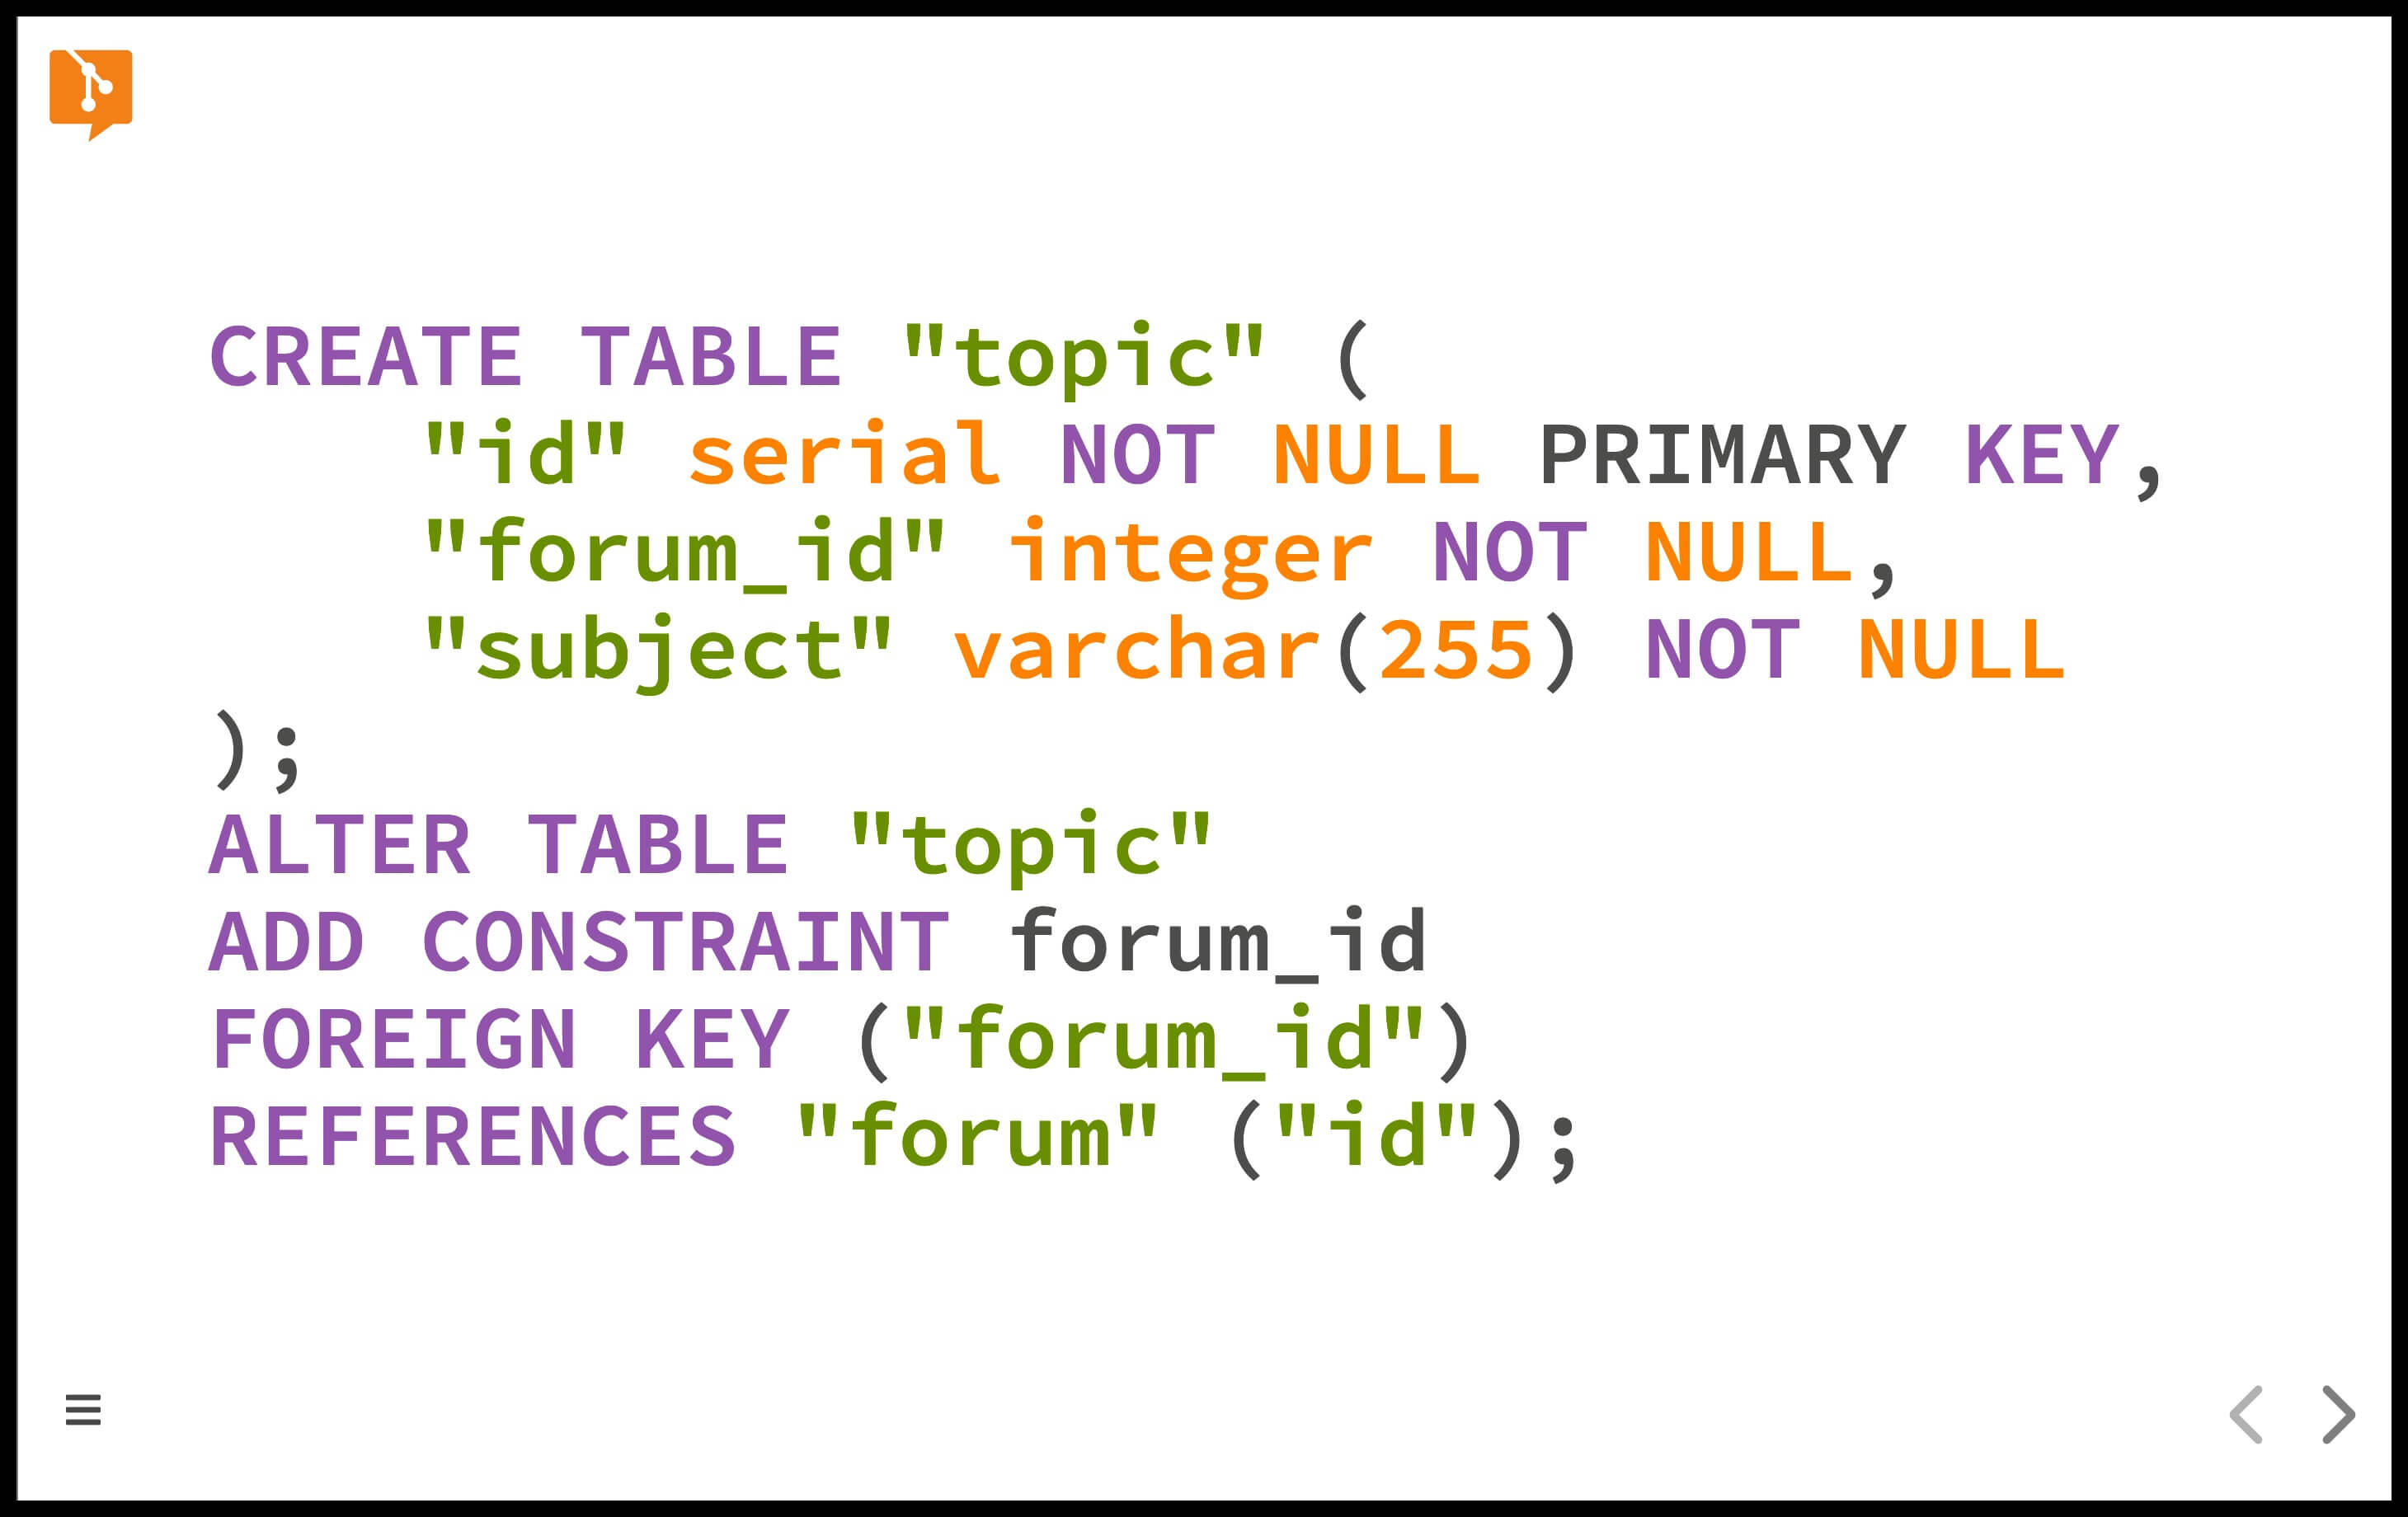 CREATE TABLE "topic" (
    "id" serial NOT NULL PRIMARY KEY,
    "forum_id" integer NOT NULL,
    "subject" varchar(255) NOT NULL
);
ALTER TABLE "topic"
ADD CONSTRAINT forum_id
FOREIGN KEY ("forum_id")
REFERENCES "forum" ("id");